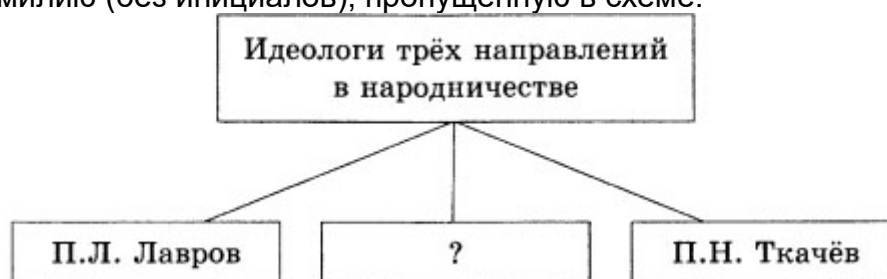 милию (без инициалов), пропущенную в схеме.
Идеологи трёх направлений
в народничестве
П.Л. Лавров
?
П.Н. Ткачёв